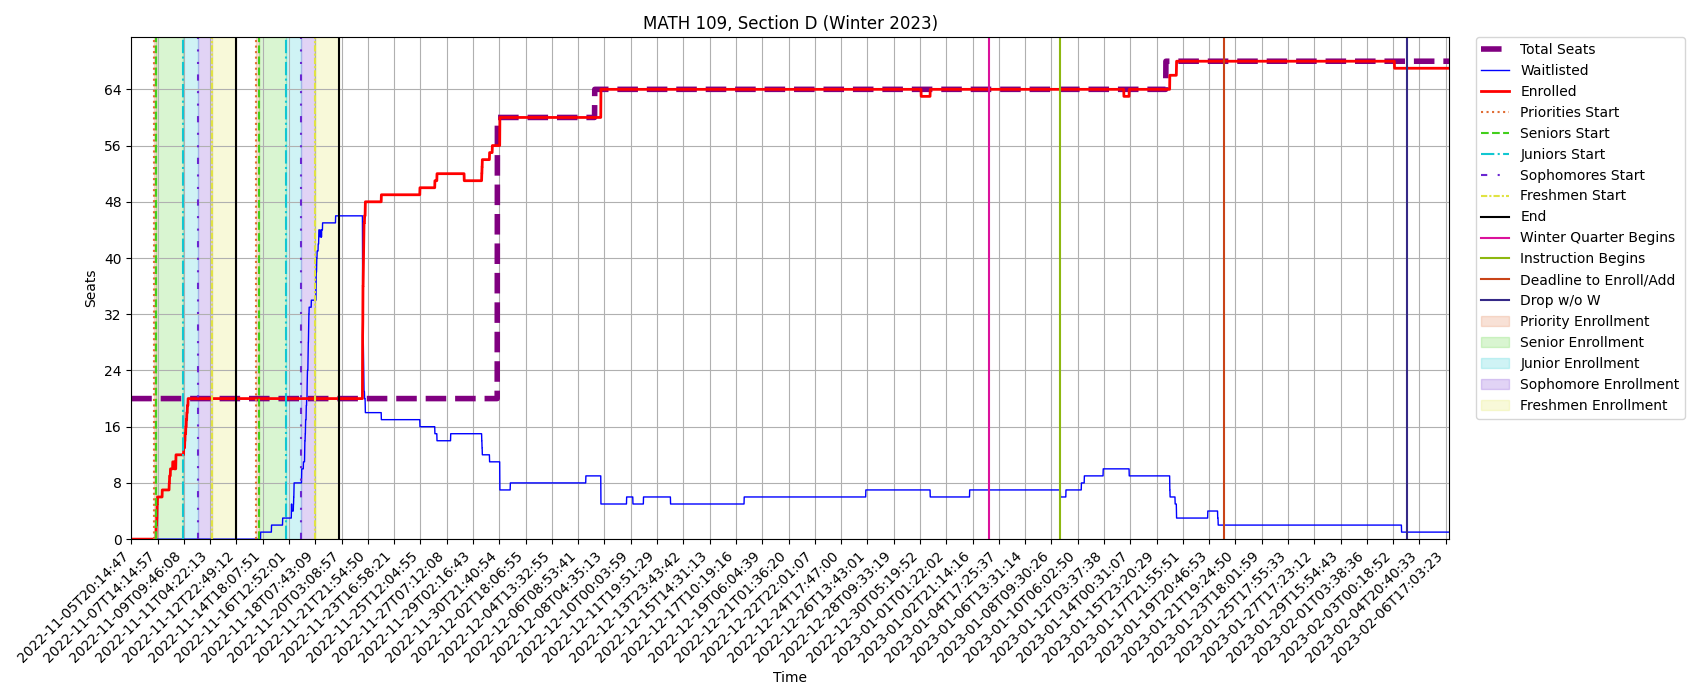 MATH 109, Section D (Winter 2023)
Seats
64
56
48
40
32
24
16
8
0
2022-11-05T20:14:47
2022-11-07T14:14:57
2022-11-09T09:46:08
2022-11-11T04:22:13
2022-11-12T22:49:12
2022-11-14T18:07:51
2022-11-16T12:52:01
2022-11-18T07:43:09
2022-11-20T03:08:57
2022-11-21T21:54:50
2022-11-23T16:58:21
2022-11-25T12:04:55
2022-11-27T07:12:08
2022-11-29T02:16:43
2022-11-30T21:40:54
2022-12-02T18:06:55
2022-12-04T13:32:55
2022-12-06T08:53:41
2022-12-08T04:35:13
2022-12-10T00:03:59
2022-12-11T19:51:29
2022-12-13T23:43:42
2022-12-15T14:31:13
2022-12-17T10:19:16
2022-12-19T06:04:39
2022-12-21T01:36:20
2022-12-22T22:01:07
2022-12-24T17:47:00
2022-12-26T13:43:01
2022-12-28T09:33:19
2022-12-30T05:19:52
2023-01-01T01:22:02
2023-01-02T21:14:16
2023-01-04T17:25:37
2023-01-06T13:31:14
2023-01-08T09:30:26
2023-01-10T06:02:50
2023-01-12T03:37:38
2023-01-14T00:31:07
2023-01-15T23:20:29
2023-01-17T21:55:51
2023-01-19T20:46:53
2023-01-21T19:24:50
2023-01-23T18:01:59
2023-01-25T17:55:33
2023-01-27T17:23:12
2023-01-29T15:54:43
2023-02-01T03:38:36
2023-02-03T00:18:52
2023-02-04T20:40:33
2023-02-06T17:03:23
Time
Total Seats
Waitlisted
Enrolled
Priorities Start
Seniors Start
Juniors Start
Sophomores Start
Freshmen Start
End
Winter Quarter Begins
Instruction Begins
Deadline to Enroll/Add
Drop w/o W
Priority Enrollment
Senior Enrollment
Junior Enrollment
Sophomore Enrollment
Freshmen Enrollment